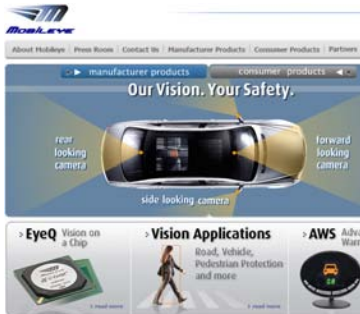 MOBILEYE
About Mobileye | Press Room | Contact Us | Manufacturer Products | Consumer Products | Partners
manufacturer products
consumer products
Our Vision. Your Safety.
rear looking camera
forward looking camera
side looking camera
EyeQ Vision on a Chip
Vision Applications
Road, Vehicle, Pedestrian Protection and more
AWS
read more
read more